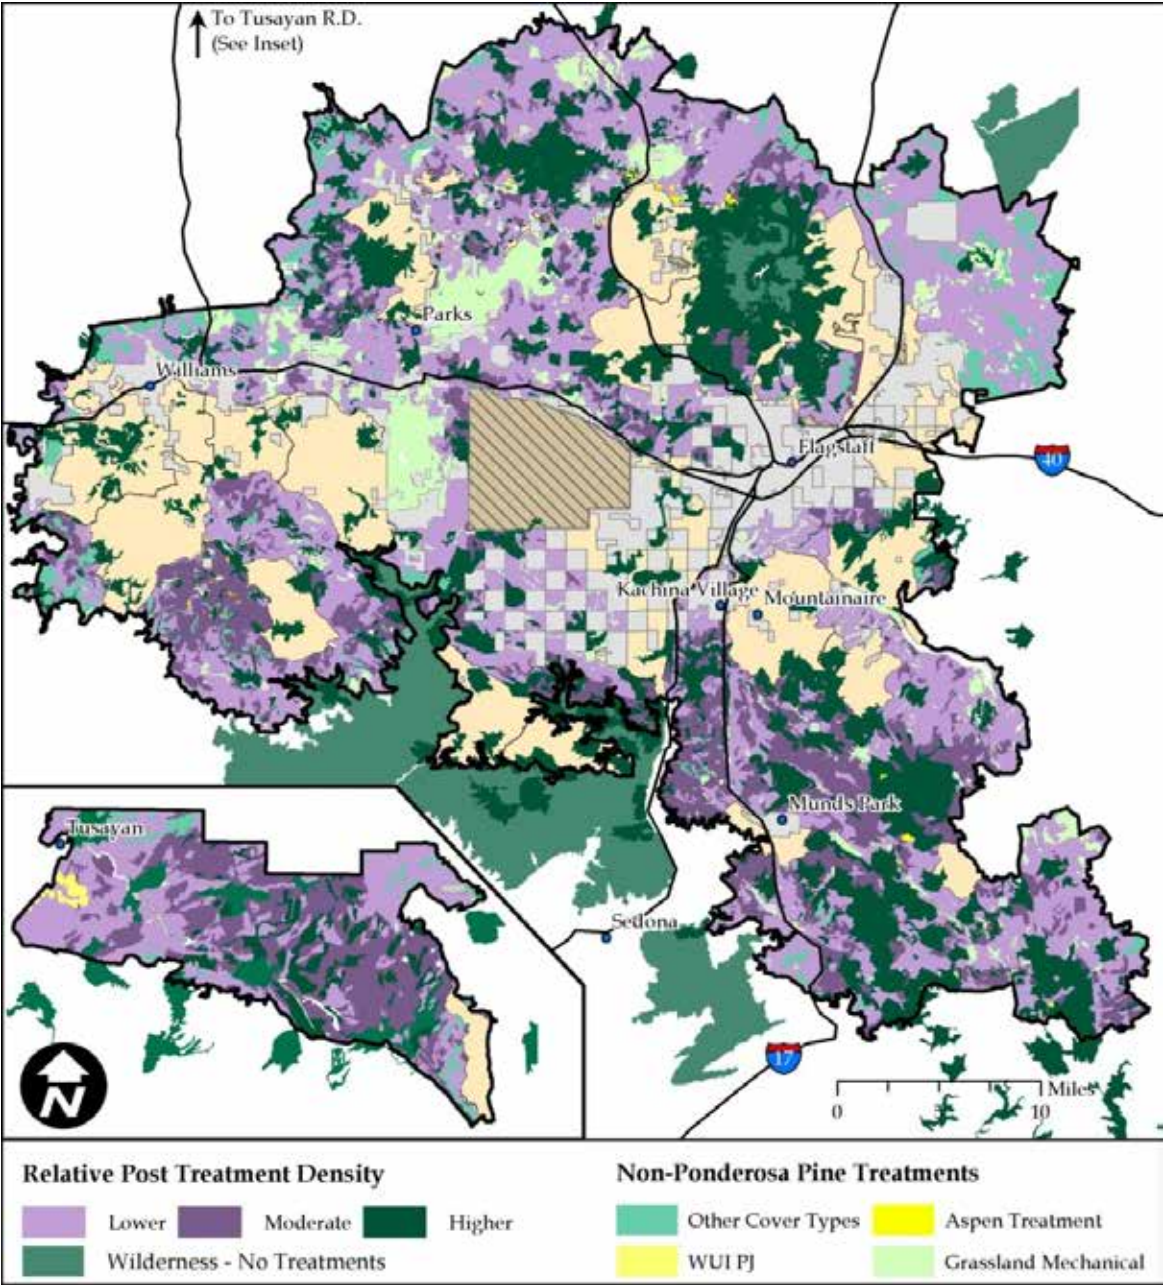 To Tusayan R.D.
(See Inset)
Parks
Williams
Flagstaff
40
Kachina Village
Mountainaire
Munds Park
Tusayan
Sedona
17
N
Miles
0 5 10
Relative Post Treatment Density
Lower Moderate Higher
Wilderness - No Treatments
Non-Ponderosa Pine Treatments
Other Cover Types Aspen Treatment
WUI PJ Grassland Mechanical